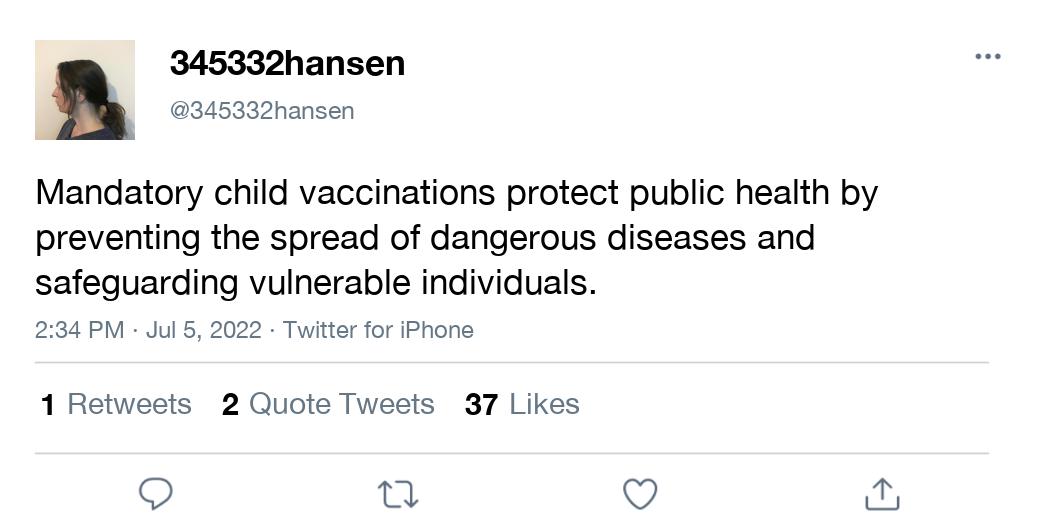 345332hansen
@345332hansen
Mandatory child vaccinations protect public health by
preventing the spread of dangerous diseases and
safeguarding vulnerable individuals.
2:34 PM · Jul 5, 2022 · Twitter for iPhone
1 Retweets 2 Quote Tweets 37 Likes